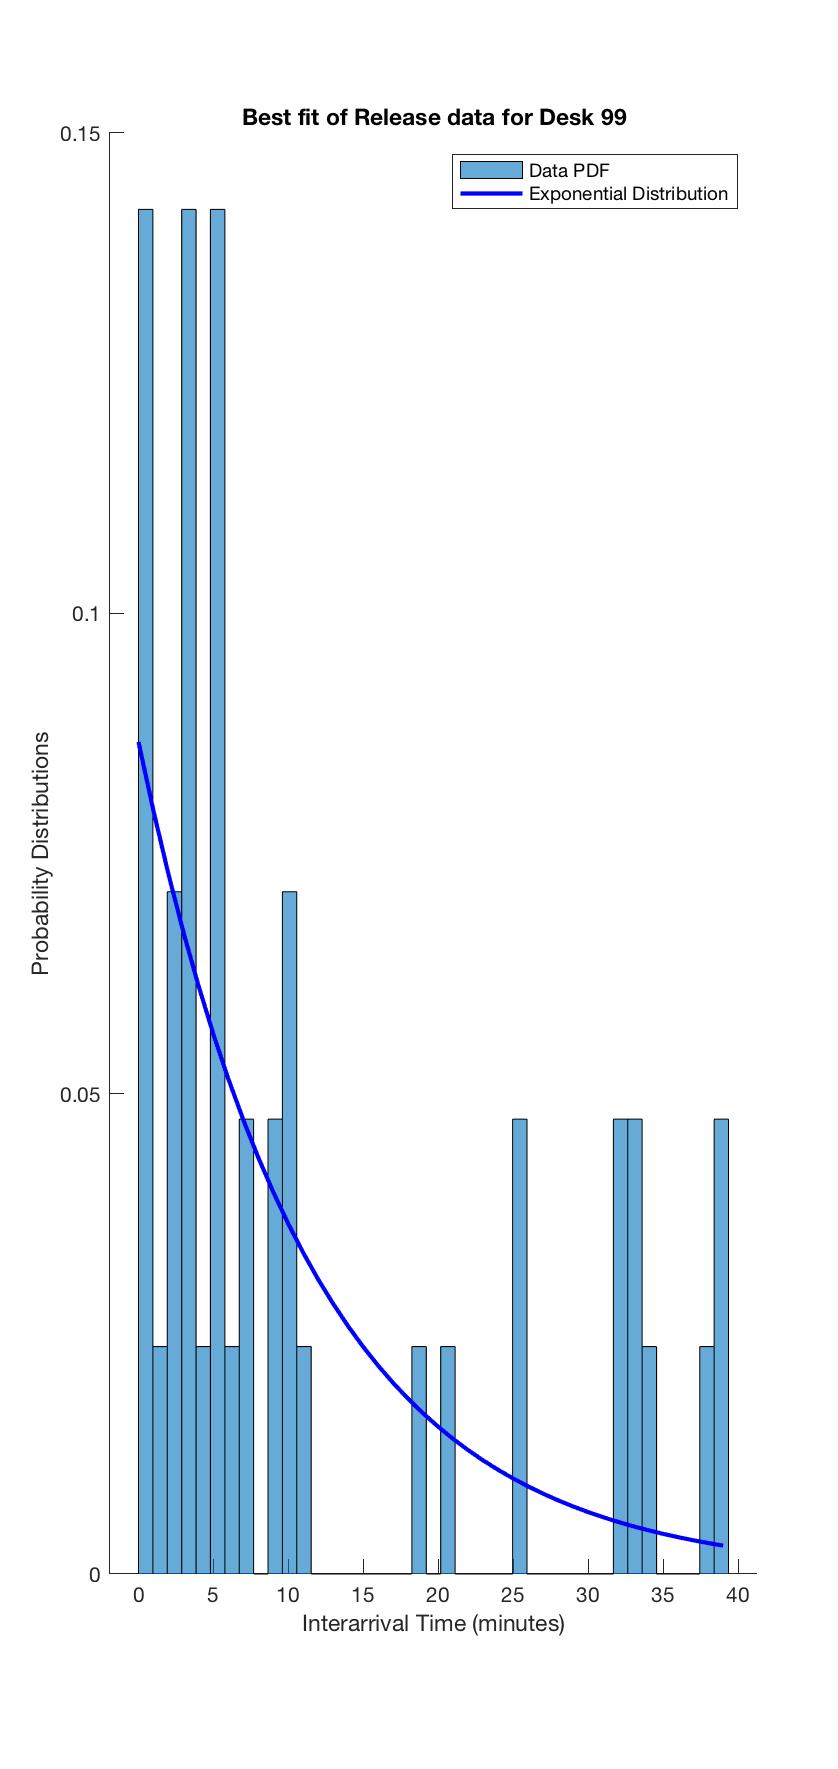 Best fit of Release data for Desk 99
Data PDF
Exponential Distribution
0.15
0.1
0.05
0
Probability Distributions
0 5 10 15 20 25 30 35 40
Interarrival Time (minutes)